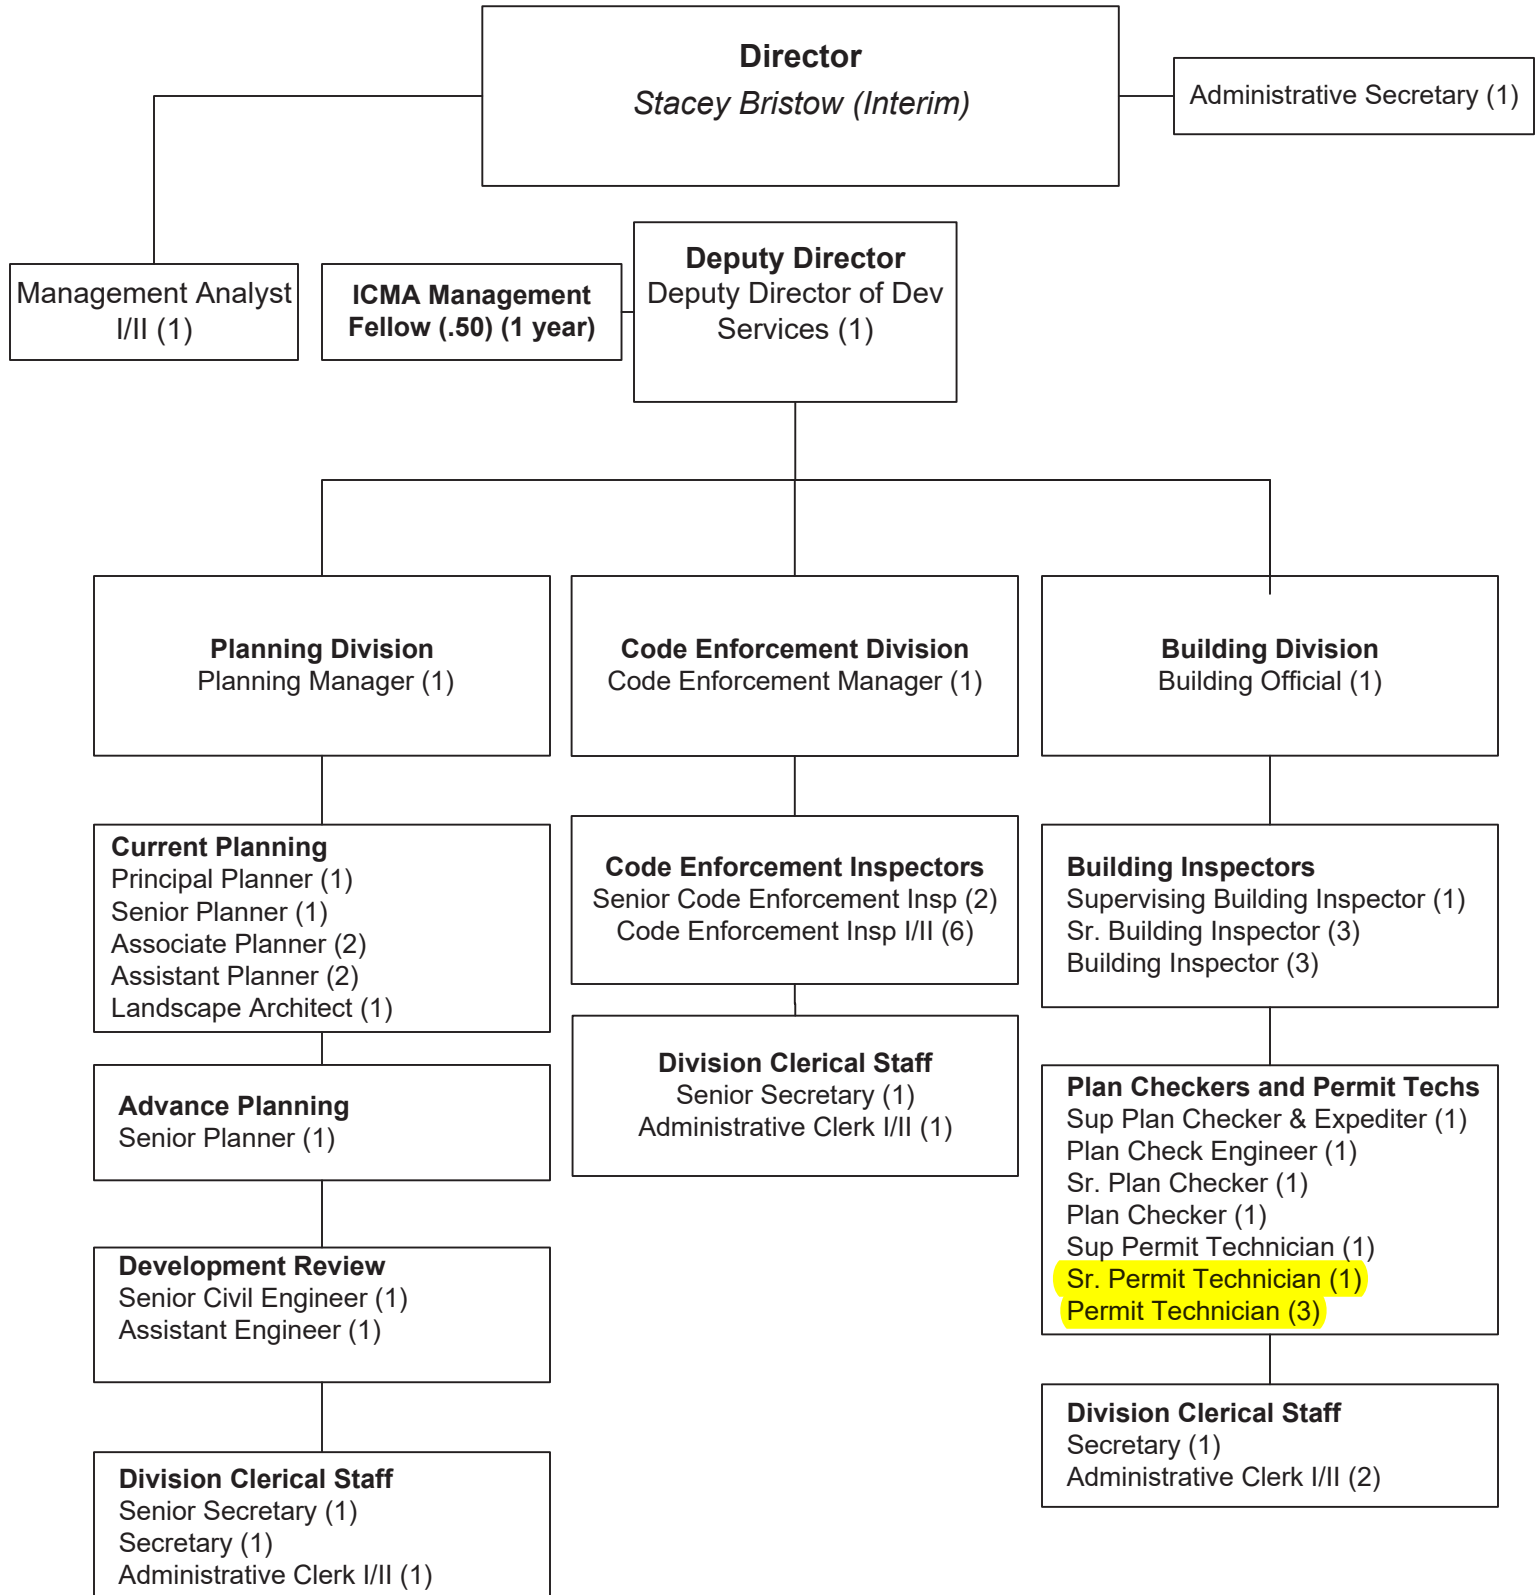 Director
Stacey Bristow (Interim)
Administrative Secretary (1)
Management Analyst
I/II (1)
ICMA Management
Fellow (.50) (1 year)
Deputy Director
Deputy Director of Dev
Services (1)
Planning Division
Planning Manager (1)
Code Enforcement Division
Code Enforcement Manager (1)
Building Division
Building Official (1)
Current Planning
Principal Planner (1)
Senior Planner (1)
Associate Planner (2)
Assistant Planner (2)
Landscape Architect (1)
Advance Planning
Senior Planner (1)
Development Review
Senior Civil Engineer (1)
Assistant Engineer (1)
Division Clerical Staff
Senior Secretary (1)
Secretary (1)
Administrative Clerk I/II (1)
Code Enforcement Inspectors
Senior Code Enforcement Insp (2)
Code Enforcement Insp I/II (6)
Division Clerical Staff
Senior Secretary (1)
Administrative Clerk I/II (1)
Building Inspectors
Supervising Building Inspector (1)
Sr. Building Inspector (3)
Building Inspector (3)
Plan Checkers and Permit Techs
Sup Plan Checker & Expediter (1)
Plan Check Engineer (1)
Sr. Plan Checker (1)
Plan Checker (1)
Sup Permit Technician (1)
Sr. Permit Technician (1)
Permit Technician (3)
Division Clerical Staff
Secretary (1)
Administrative Clerk I/II (2)